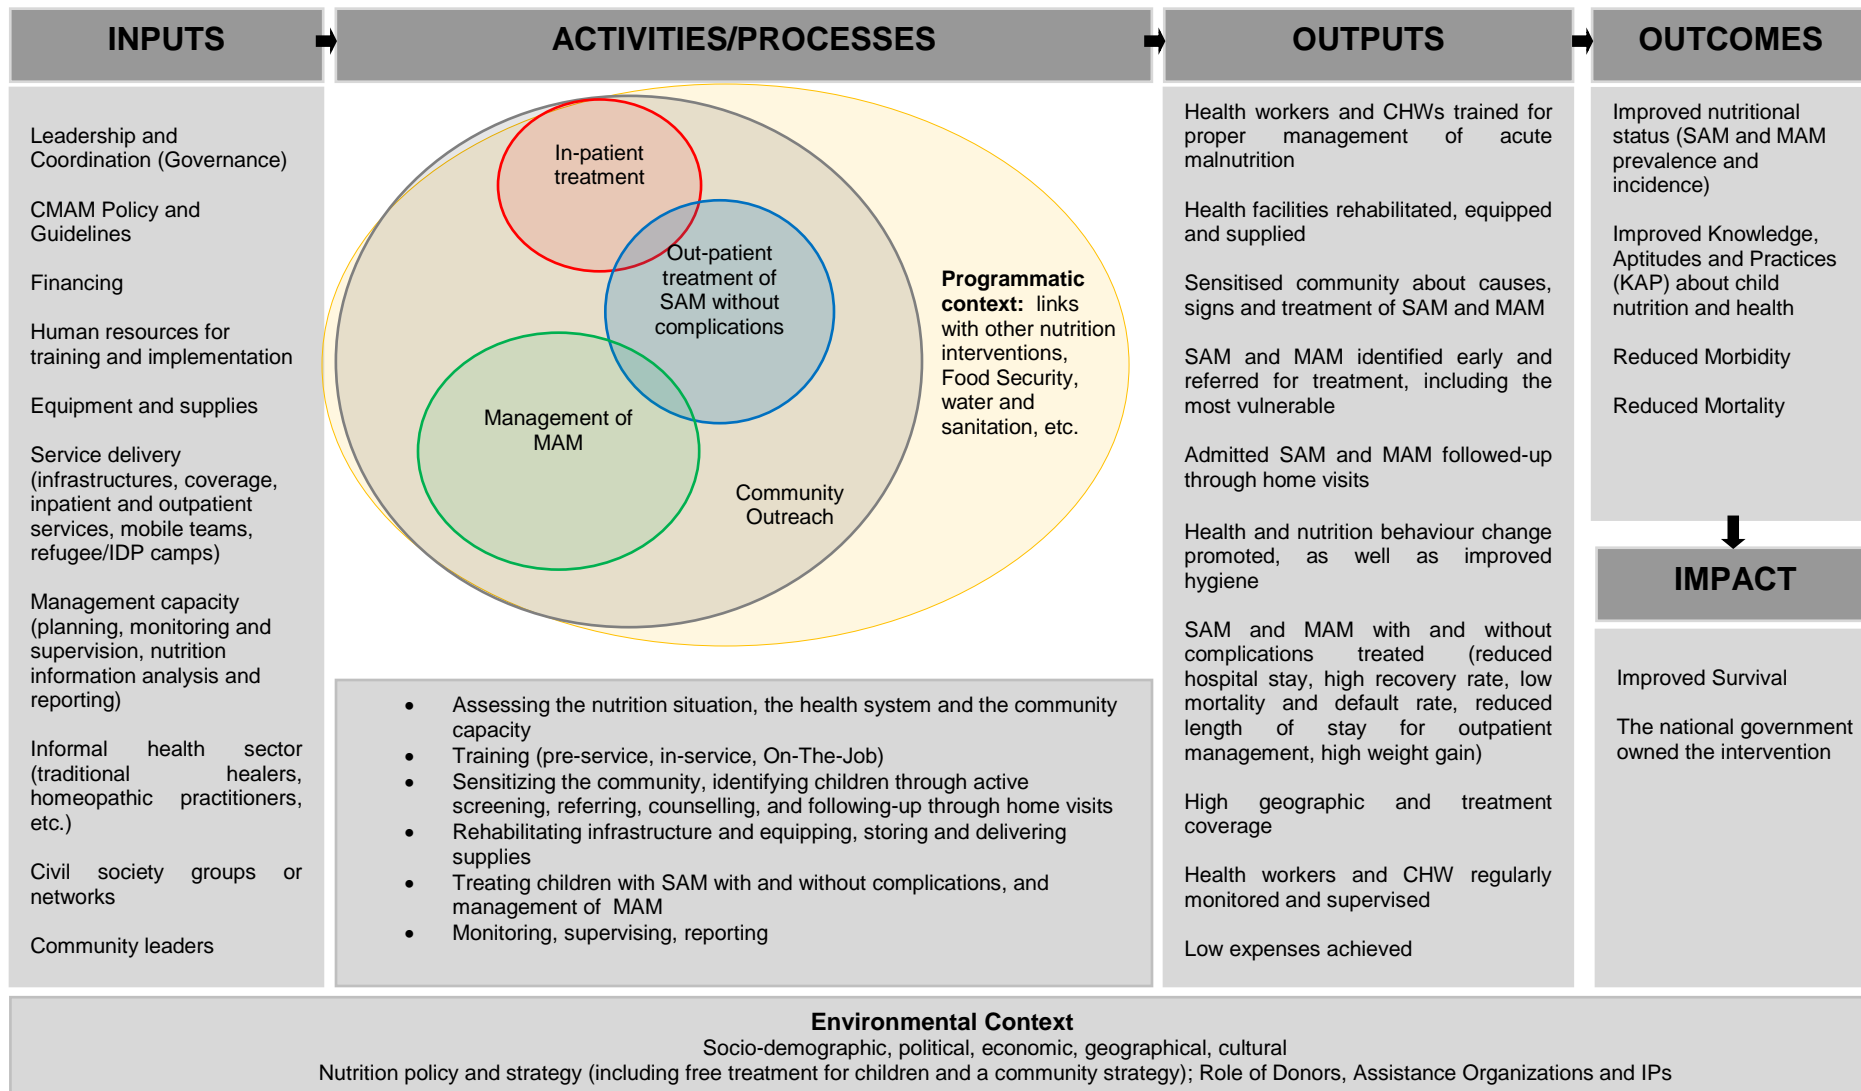 INPUTS
ACTIVITIES/PROCESSES
OUTPUTS
OUTCOMES
Leadership and
Coordination (Governance)
CMAM Policy and
Guidelines
Financing
Human resources for
training and implementation
Equipment and supplies
Service delivery
(infrastructures, coverage,
inpatient and outpatient
services, mobile teams,
refugee/IDP camps)
Management capacity
(planning, monitoring and
supervision, nutrition
information analysis and
reporting)
Informal health sector
(traditional healers,
homeopathic practitioners,
etc.)
Civil society groups or
networks
Community leaders
In-patient
treatment
Out-patient
treatment of
SAM without
complications
Management of
MAM
Community
Outreach
Programmatic
context: links
with other nutrition
interventions,
Food Security,
water and
sanitation, etc.
• Assessing the nutrition situation, the health system and the community
capacity
• Training (pre-service, in-service, On-The-Job)
• Sensitizing the community, identifying children through active
screening, referring, counselling, and following-up through home visits
• Rehabilitating infrastructure and equipping, storing and delivering
supplies
• Treating children with SAM with and without complications, and
management of MAM
• Monitoring, supervising, reporting
Health workers and CHWs trained for
proper management of acute
malnutrition
Health facilities rehabilitated, equipped
and supplied
Sensitised community about causes,
signs and treatment of SAM and MAM
SAM and MAM identified early and
referred for treatment, including the
most vulnerable
Admitted SAM and MAM followed-up
through home visits
Health and nutrition behaviour change
promoted, as well as improved
hygiene
SAM and MAM with and without
complications treated (reduced
hospital stay, high recovery rate, low
mortality and default rate, reduced
length of stay for outpatient
management, high weight gain)
High geographic and treatment
coverage
Health workers and CHW regularly
monitored and supervised
Low expenses achieved
Improved nutritional
status (SAM and MAM
prevalence and
incidence)
Improved Knowledge,
Aptitudes and Practices
(KAP) about child
nutrition and health
Reduced Morbidity
Reduced Mortality
IMPACT
Improved Survival
The national government
owned the intervention
Environmental Context
Socio-demographic, political, economic, geographical, cultural
Nutrition policy and strategy (including free treatment for children and a community strategy); Role of Donors, Assistance Organizations and IPs